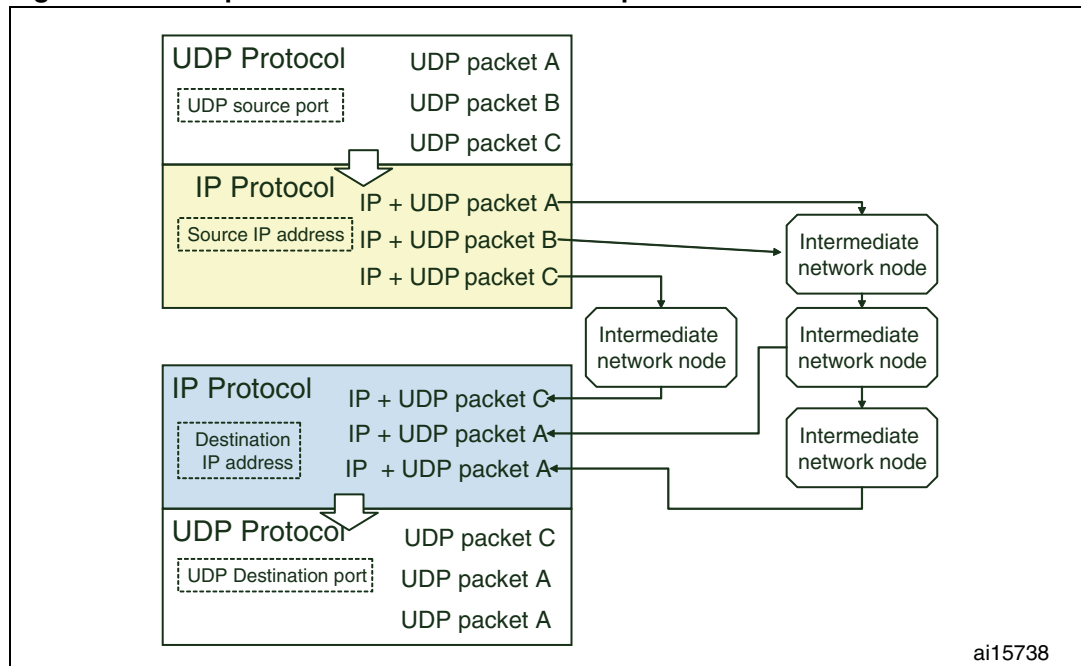 UDP Protocol
UDP packet A
UDP source port
UDP packet B
UDP packet C
IP Protocol
IP + UDP packet A
Source IP address
IP + UDP packet B
IP + UDP packet C
Intermediate
network node
Intermediate
network node
Intermediate
network node
Intermediate
network node
IP Protocol
IP + UDP packet C
Destination
IP address
IP + UDP packet A
IP + UDP packet A
UDP Protocol
UDP packet C
UDP Destination port
UDP packet A
UDP packet A
ai15738